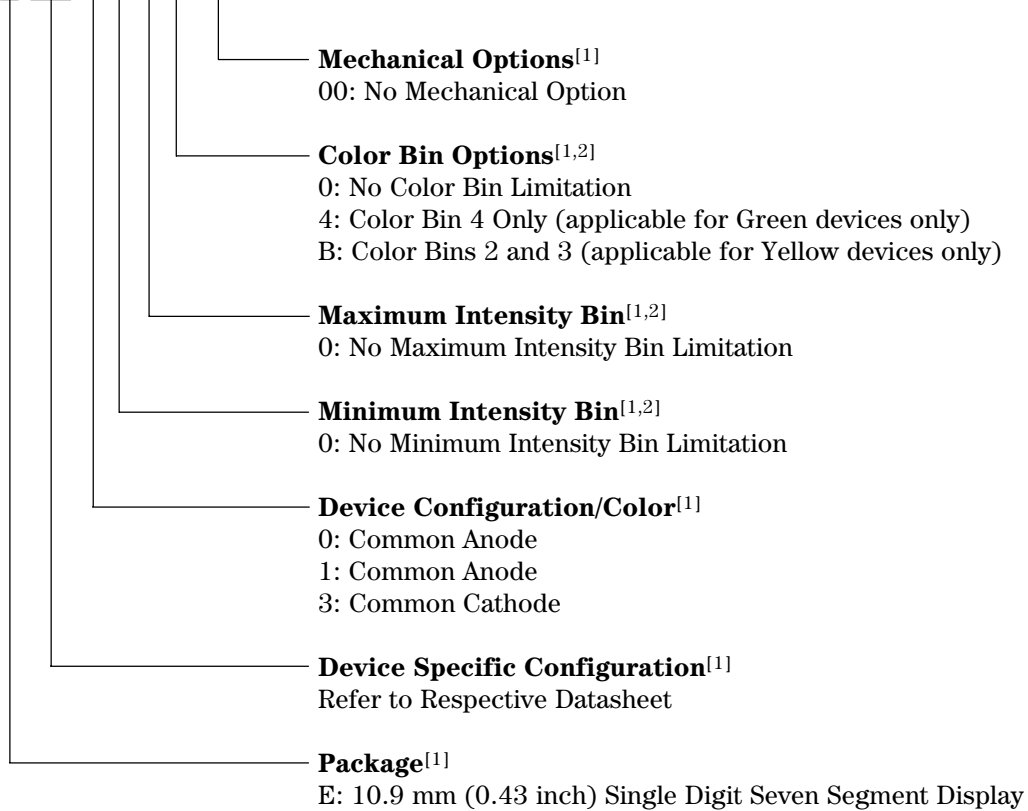 Mechanical Options[1]
00: No Mechanical Option
Color Bin Options[1,2]
0: No Color Bin Limitation
4: Color Bin 4 Only (applicable for Green devices only)
B: Color Bins 2 and 3 (applicable for Yellow devices only)
Maximum Intensity Bin[1,2]
0: No Maximum Intensity Bin Limitation
Minimum Intensity Bin[1,2]
0: No Minimum Intensity Bin Limitation
Device Configuration/Color[1]
0: Common Anode
1: Common Anode
3: Common Cathode
Device Specific Configuration[1]
Refer to Respective Datasheet
Package[1]
E: 10.9 mm (0.43 inch) Single Digit Seven Segment Display